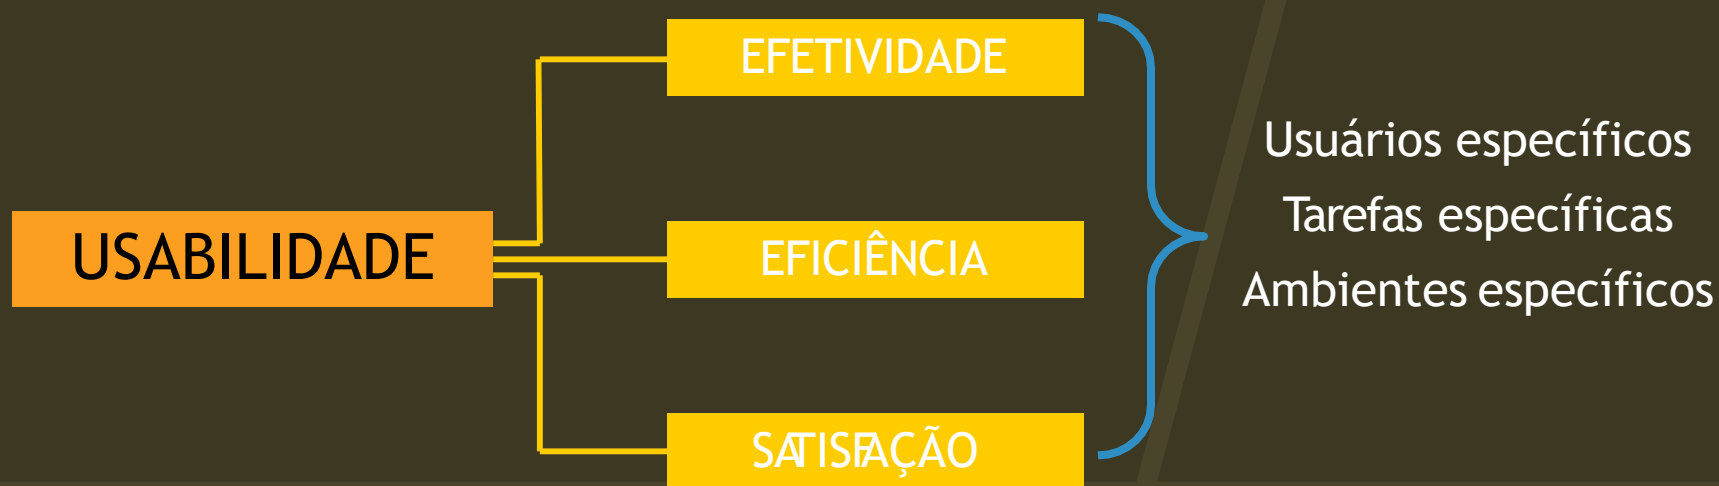 USABILIDADE
EFETIVIDADE
EFICIÊNCIA
SATISFAÇÃO
Usuários específicos
Tarefas específicas
Ambientes específicos